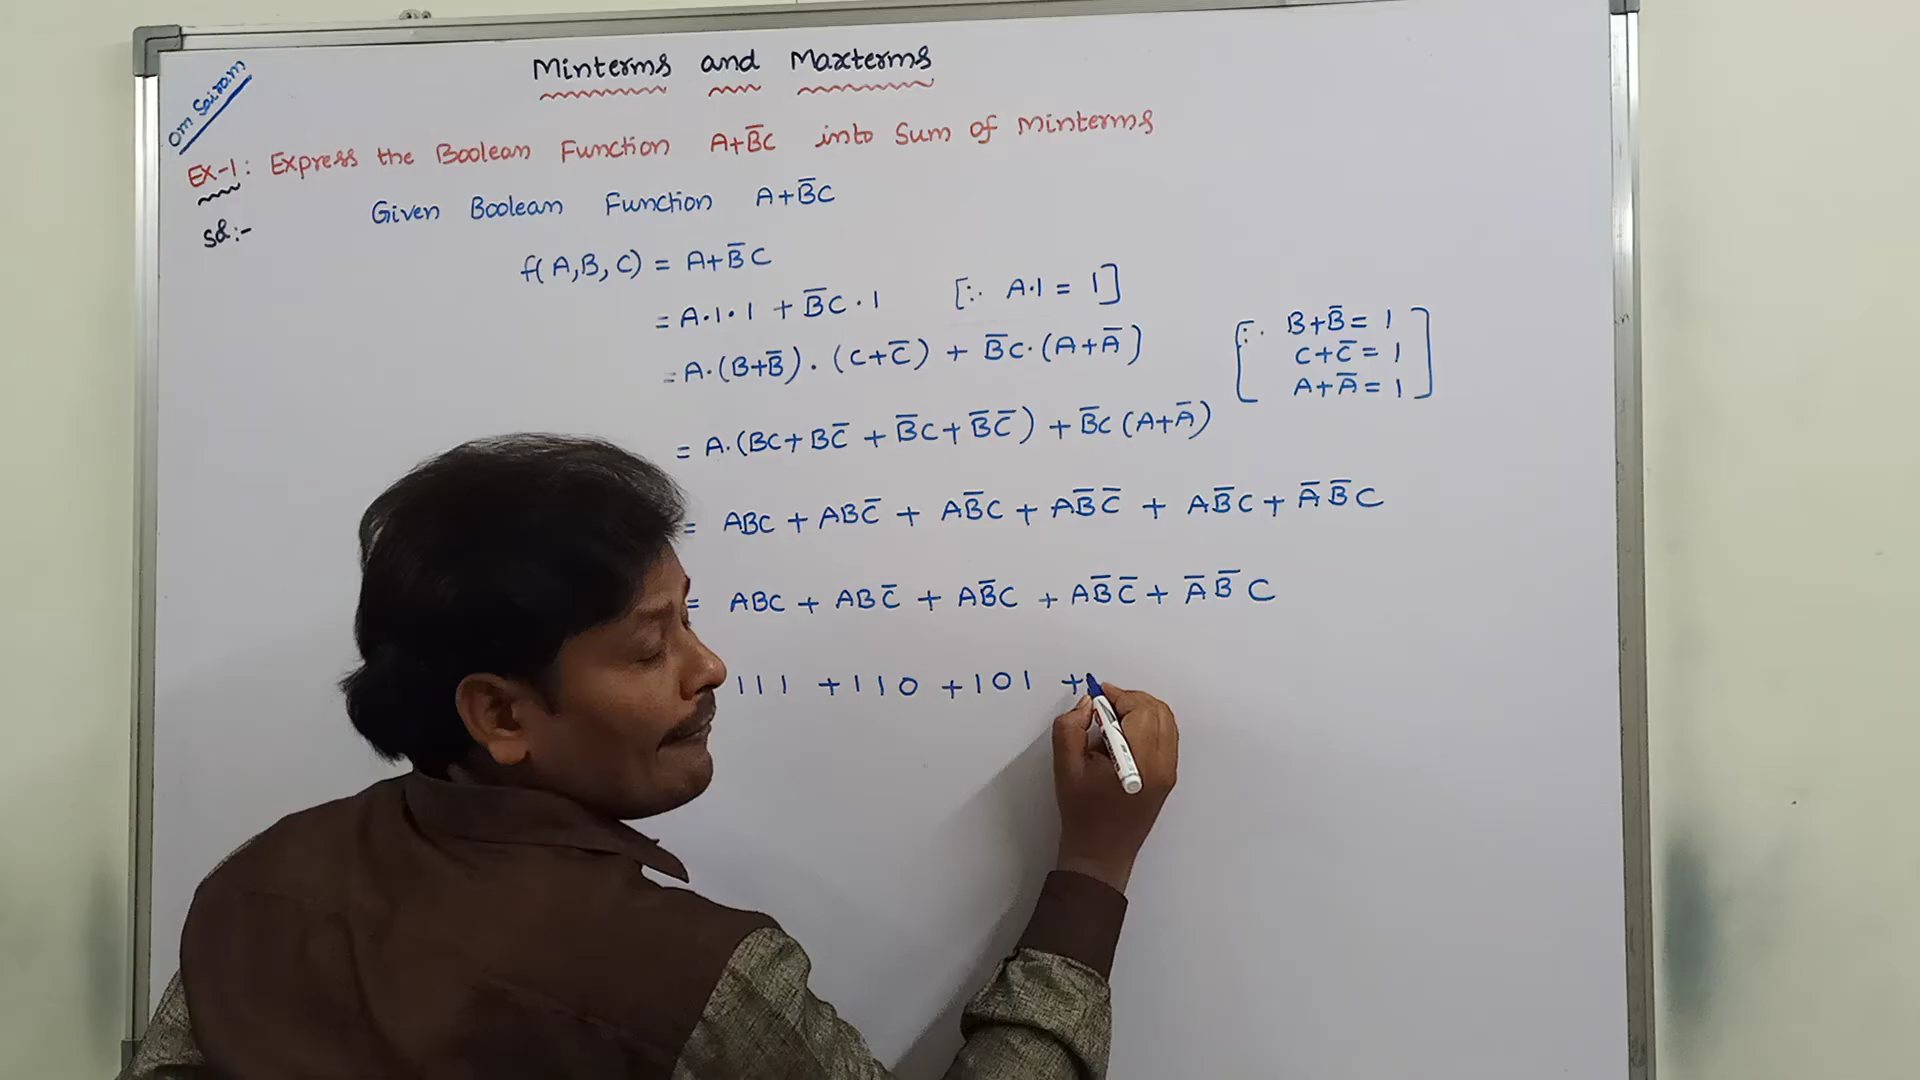 Om Sairam
Minterms and Maxterms
EX-1: Express the Boolean Function A+B̅C into Sum of Minterms
Sol:- Given Boolean Function A+B̅C
f(A,B,C) = A+B̅C
= A·1·1 + B̅C·1 [∵ A·1 = 1]
= A·(B+B̅)·(C+C̅) + B̅C·(A+A̅) [∵ B+B̅ = 1
C+C̅ = 1
A+A̅ = 1]
= A·(BC+BC̅+B̅C+B̅C̅) + B̅C(A+A̅)
= ABC + ABC̅ + AB̅C + AB̅C̅ + AB̅C + A̅B̅C
= ABC + ABC̅ + AB̅C + AB̅C̅ + A̅B̅C
111 + 110 + 101 +